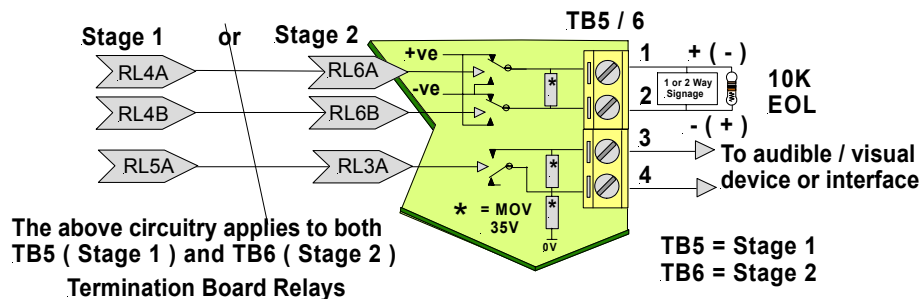 TB5 / 6
Stage 1 or Stage 2
RL4A
RL6A
+ve
1
+ ( - )
1 or 2 Way
Signage
10K
EOL
RL4B
RL6B
-ve
2
- ( + )
RL5A
RL3A
3
4
To audible / visual
device or interface
* = MOV
35V
0V
*
*
*
The above circuitry applies to both
TB5 ( Stage 1 ) and TB6 ( Stage 2 )
Termination Board Relays
TB5 = Stage 1
TB6 = Stage 2